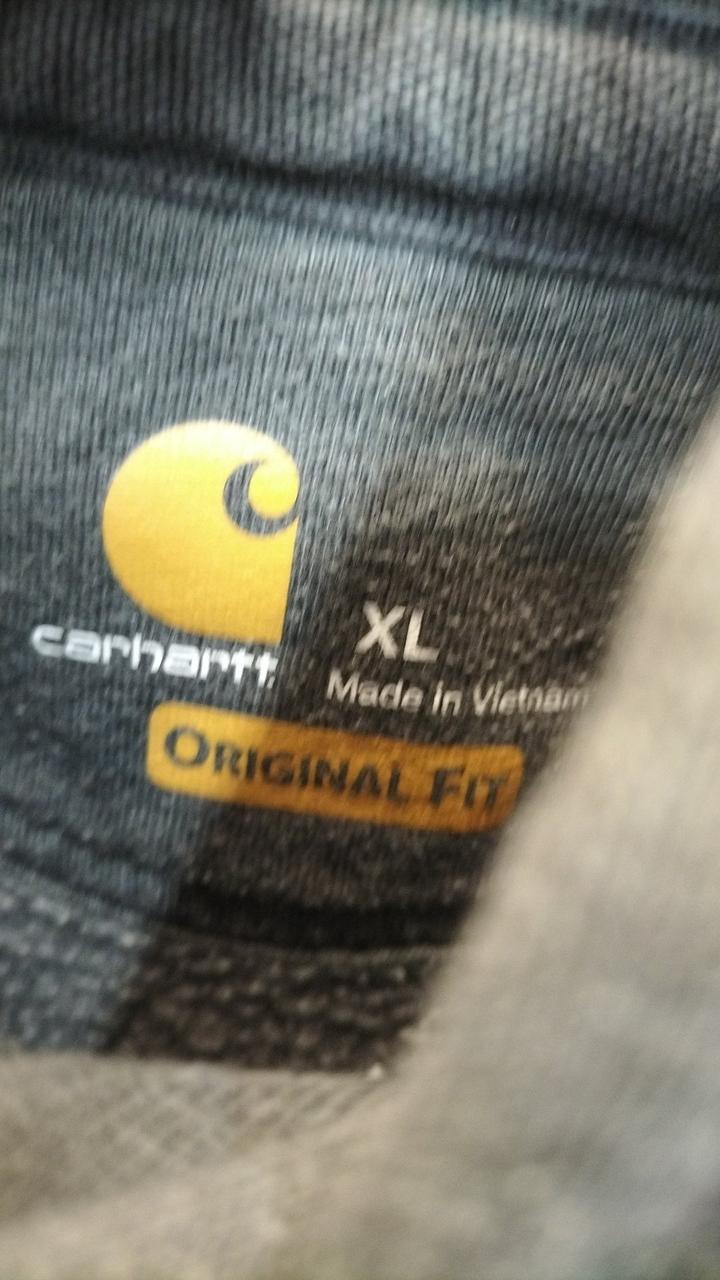 carhartt
XL
Made in Vietnam
ORIGINAL FIT